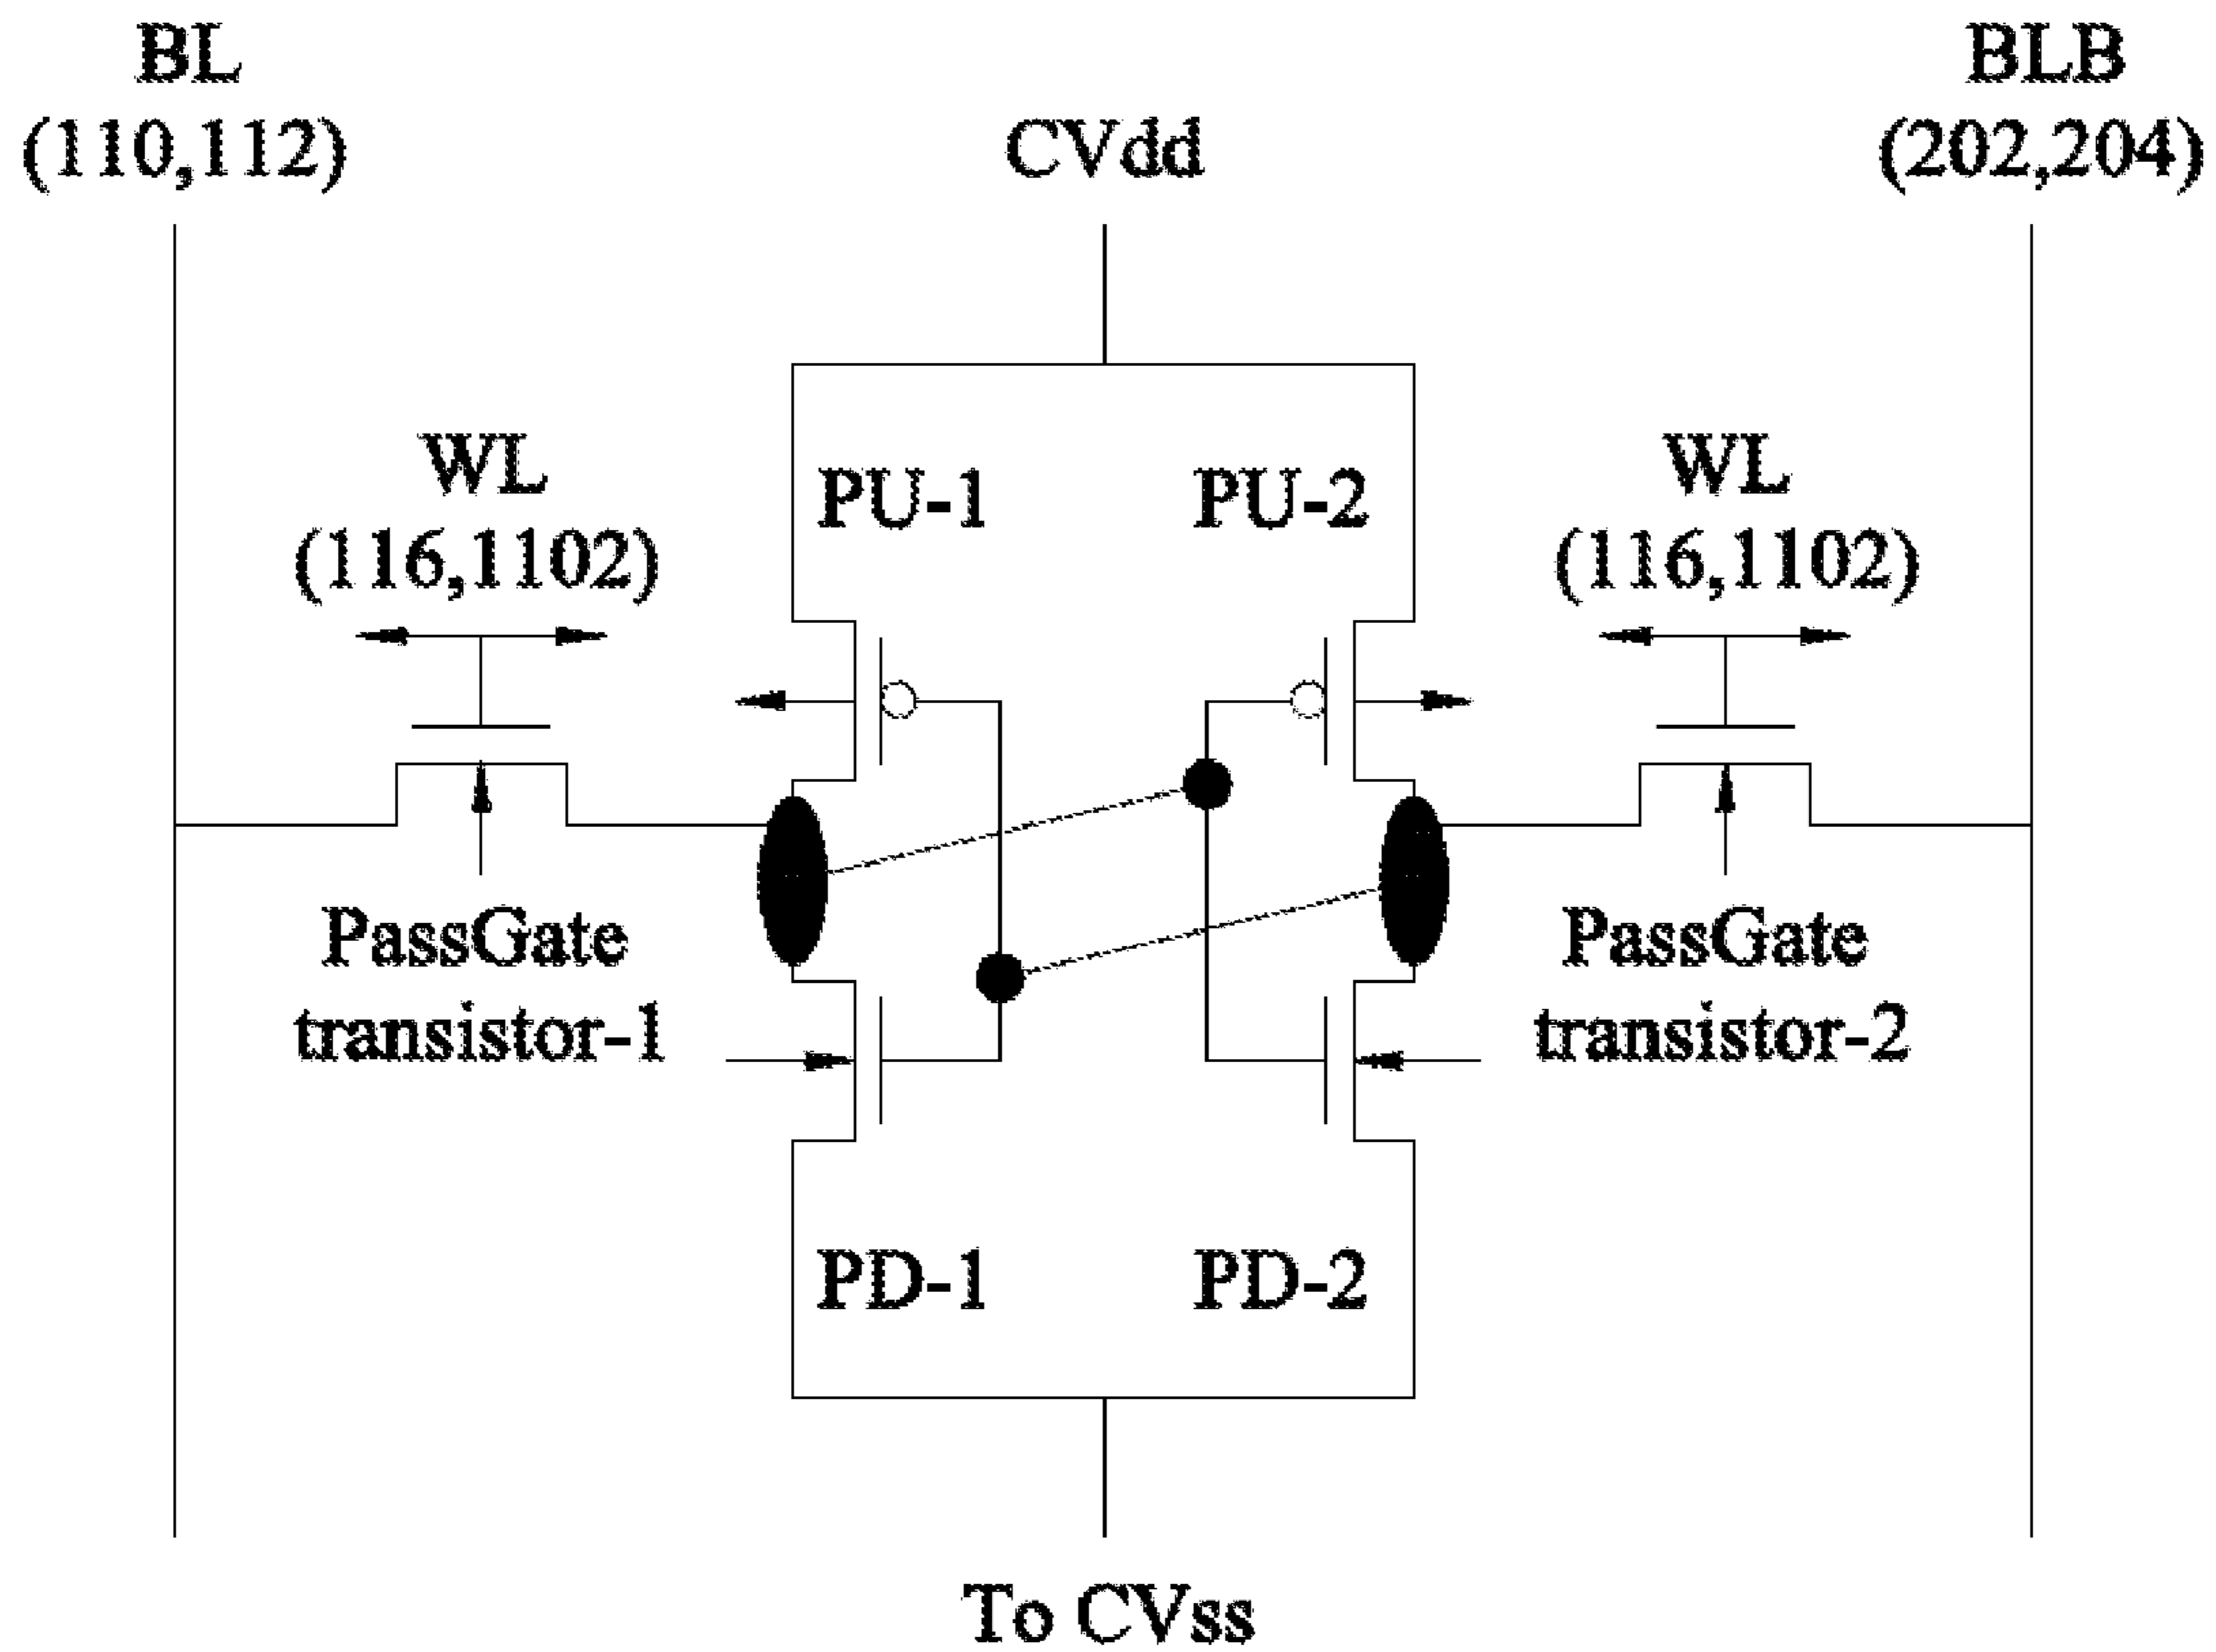 BL
(110,112)
CVdd
BLB
(202,204)
WL
(116,1102)
PU-1
PU-2
WL
(116,1102)
PassGate
transistor-1
PassGate
transistor-2
PD-1
PD-2
To CVss